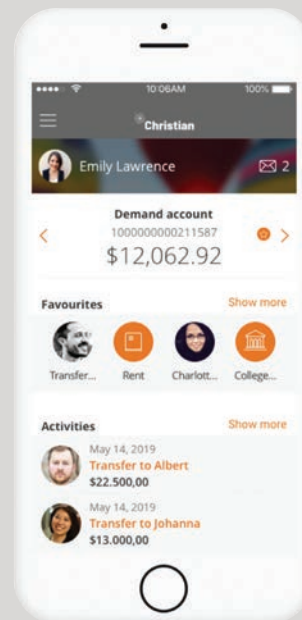 10:06AM
100%
Christian
Emily Lawrence
2
Demand account
1000000000211587
$12,062.92
Favourites
Show more
Transfer...
Rent
Charlott...
College...
Activities
Show more
May 14, 2019
Transfer to Albert
$22.500,00
May 14, 2019
Transfer to Johanna
$13.000,00